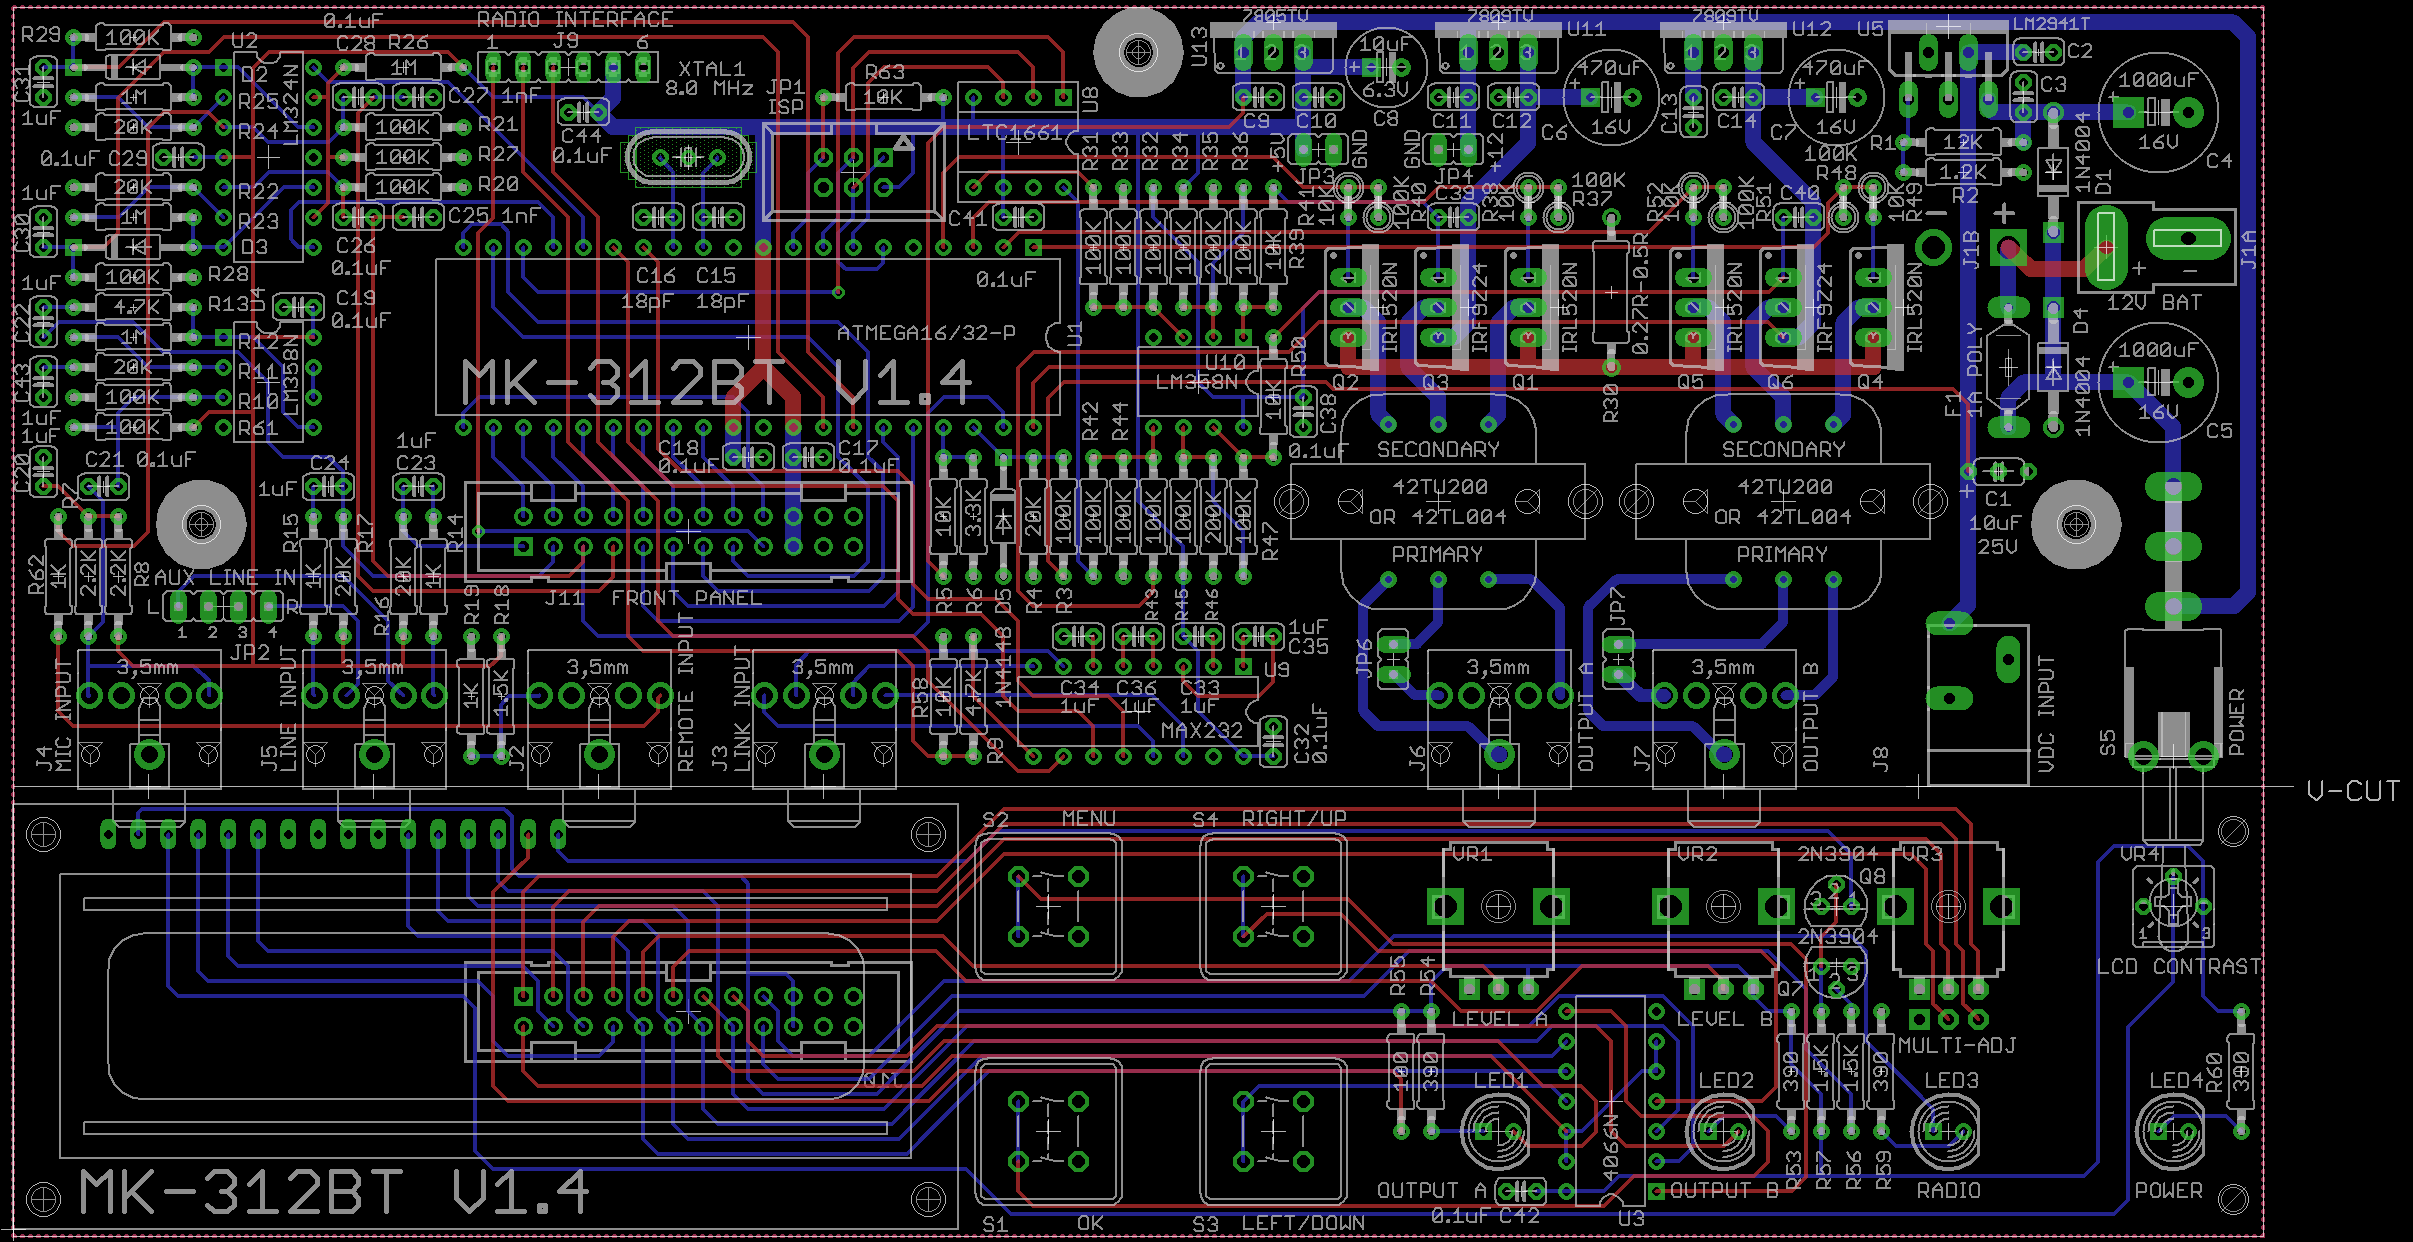 0.1uF
RADIO INTERFACE
7805TV
7809TV
7809TV
LM2941T
R29
100K
U2
C28
R26
1
J9
6
U13
10uF
U11
U12
U5
C2
C31
D2
1M
XTAL1
8.0 MHz
JP1
ISP
R63
10K
U8
6.3V
C8
470uF
470uF
C3
1000uF
1M
R25
LM324N
C27
1nF
C44
0.1uF
LTC1661
C9
C10
C11
C12
C6
16V
C13
C14
C7
16V
R1
12K
16V
C4
1uF
20K
R24
100K
R21
0.1uF
C29
100K
R27
R31
R33
R32
R34
R35
R36
+5V
GND
JP3
GND
+12
JP4
100K
R48
1.2K
R2
1N4004
D1
1uF
20K
R22
100K
R20
C30
1M
R23
D3
C25
1nF
C26
0.1uF
C41
R41
100K
100K
R40
C39
R38
100K
R37
R52
100K
R51
C40
R49
-
+
J1B
J1A
100K
R28
C16
18pF
C15
18pF
0.1uF
100K
100K
100K
100K
200K
10K
R39
IRL520N
IRF9Z24
IRL520N
0.27R-0.5R
IRL520N
IRF9Z24
IRL520N
+
-
12V BAT
1uF
C22
4.7K
R13
C19
0.1uF
1M
R12
LM358N
ATMEGA16/32-P
U1
MK-312BT V1.4
U10
LM358N
R50
10K
C38
0.1uF
Q2
Q3
Q1
R30
Q5
Q6
Q4
F1
1A POLY
D4
1N4004
1000uF
16V
C5
C43
20K
R11
100K
R10
1uF
1uF
100K
R61
C20
C21
0.1uF
C24
1uF
1uF
C23
C18
0.1uF
C17
0.1uF
R42
R44
SECONDARY
42TU200
OR 42TL004
PRIMARY
SECONDARY
42TU200
OR 42TL004
PRIMARY
C1
10uF
25V
R7
R62
1K
2.2K
2.2K
R8
AUX LINE IN
L
R
1
2
3
4
JP2
R15
1K
20K
R17
R16
20K
1K
R14
J11
FRONT PANEL
10K
3.3K
20K
100K
100K
100K
10K
100K
200K
100K
R47
R5
R6
D5
R4
R3
R43
R45
R46
1N4148
R19
R18
1K
1.5K
1uF
C35
U9
C34
1uF
C36
1uF
C33
1uF
MAX232
C32
0.1uF
R58
10K
4.7K
R9
3,5mm
J4
MIC INPUT
3,5mm
J5
LINE INPUT
3,5mm
J2
REMOTE INPUT
3,5mm
J3
LINK INPUT
JP6
3,5mm
J6
OUTPUT A
JP7
3,5mm
J7
OUTPUT B
J8
VDC INPUT
S5
POWER
V-CUT
S2
MENU
S4
RIGHT/UP
VR1
VR2
2N3904
Q8
VR3
VR4
1
3
LCD CONTRAST
2N3904
Q7
R55
R54
LEVEL A
LEVEL B
MULTI-ADJ
100
390
LED1
LED2
390
1.5K
1.5K
390
LED3
LED4
R60
390
4066N
R53
R57
R56
R59
MK-312BT V1.4
S1
OK
S3
LEFT/DOWN
OUTPUT A
0.1uF
C42
U3
OUTPUT B
RADIO
POWER